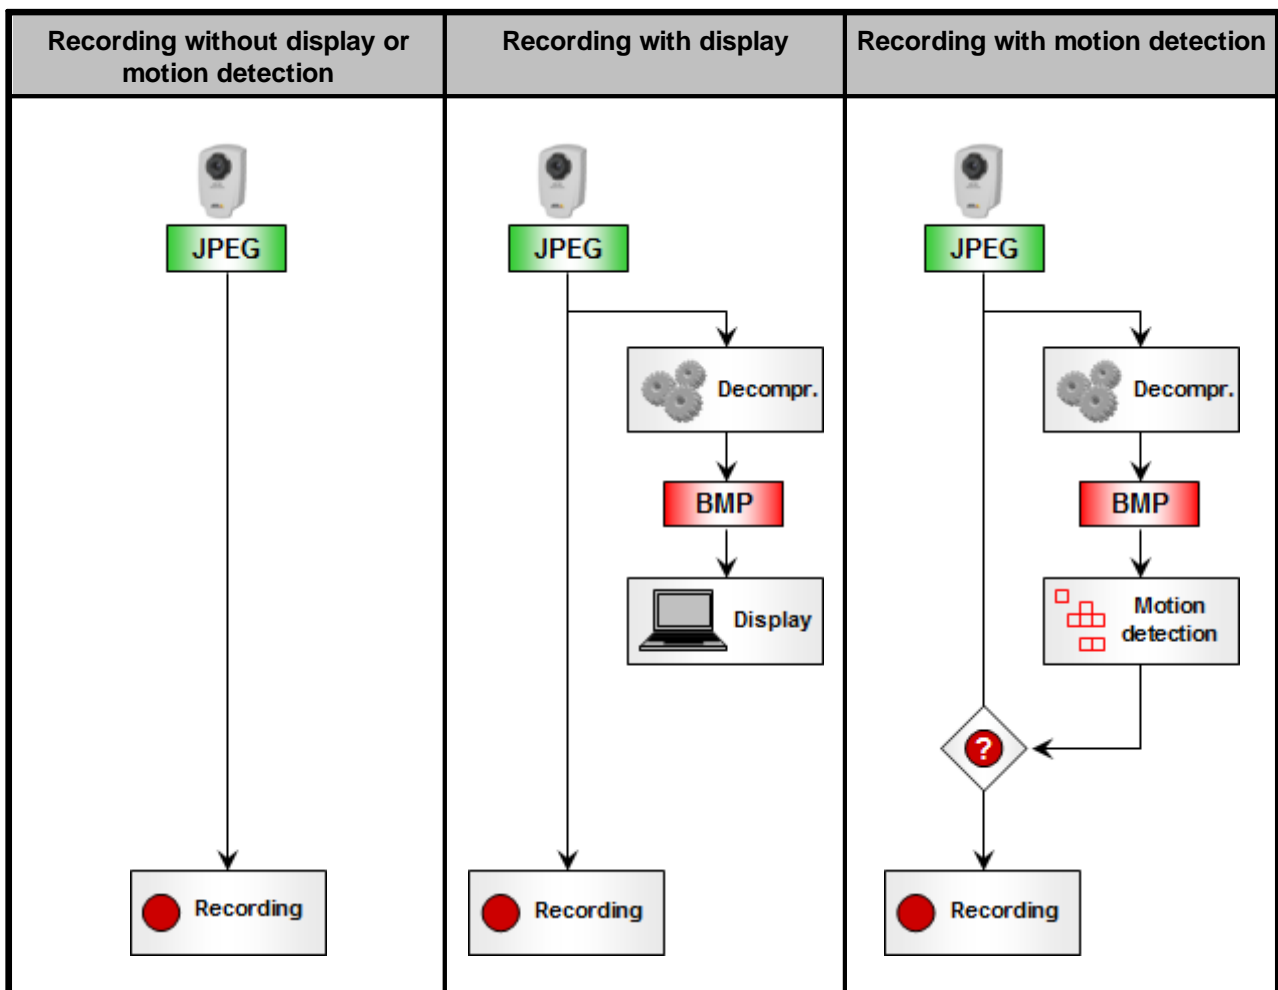 Recording without display or
motion detection
Recording with display
Recording with motion detection
JPEG
JPEG
JPEG
Decompr.
Decompr.
BMP
BMP
Display
Motion
detection
?
Recording
Recording
Recording